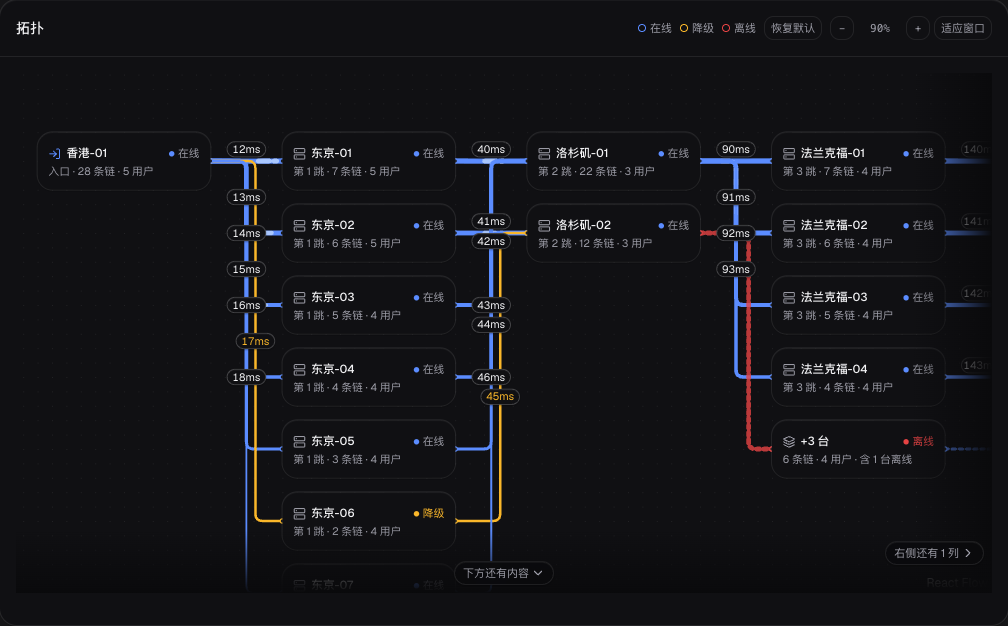 拓扑
在线 降级 离线 恢复默认 － 90% + 适应窗口
香港-01 在线
入口 · 28 条链 · 5 用户
12ms
13ms
14ms
15ms
16ms
17ms
18ms
东京-01 在线
第 1 跳 · 7 条链 · 5 用户
东京-02 在线
第 1 跳 · 6 条链 · 5 用户
东京-03 在线
第 1 跳 · 5 条链 · 4 用户
东京-04 在线
第 1 跳 · 4 条链 · 4 用户
东京-05 在线
第 1 跳 · 3 条链 · 4 用户
东京-06 降级
第 1 跳 · 2 条链 · 4 用户
东京-07 在线
40ms
41ms
42ms
43ms
44ms
46ms
45ms
洛杉矶-01 在线
第 2 跳 · 22 条链 · 3 用户
洛杉矶-02 在线
第 2 跳 · 12 条链 · 3 用户
90ms
91ms
92ms
93ms
法兰克福-01 在线
第 3 跳 · 7 条链 · 4 用户
法兰克福-02 在线
第 3 跳 · 6 条链 · 4 用户
法兰克福-03 在线
第 3 跳 · 5 条链 · 4 用户
法兰克福-04 在线
第 3 跳 · 4 条链 · 4 用户
+3 台 离线
6 条链 · 4 用户 · 含 1 台离线
140
141
142
143
右侧还有 1 列
下方还有内容
React